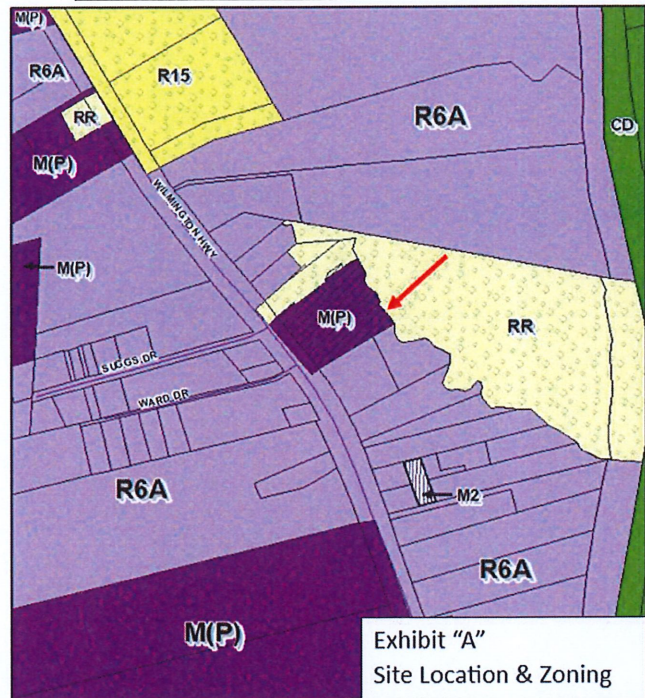 M(P)
R6A
R15
RR
M(P)
R6A
CD
WILMINGTON HWY
M(P)
M(P)
RR
SUGGS DR
WARD DR
R6A
M2
R6A
M(P)
Exhibit “A”
Site Location & Zoning